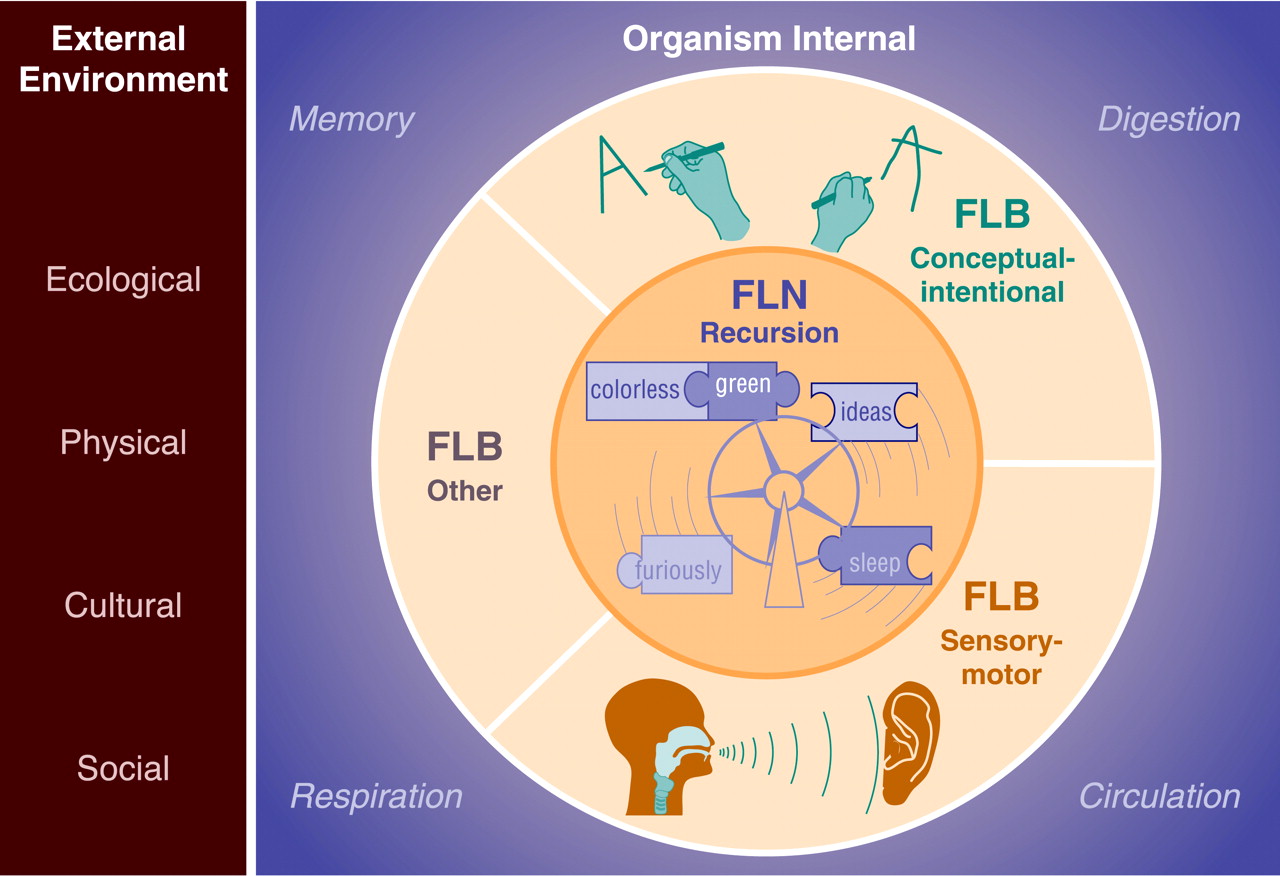 External
Environment
Ecological
Physical
Cultural
Social
Organism Internal
Memory
Digestion
A
A
FLB
Conceptual-
intentional
FLN
Recursion
colorless
green
ideas
FLB
Other
furiously
sleep
FLB
Sensory-
motor
Respiration
Circulation